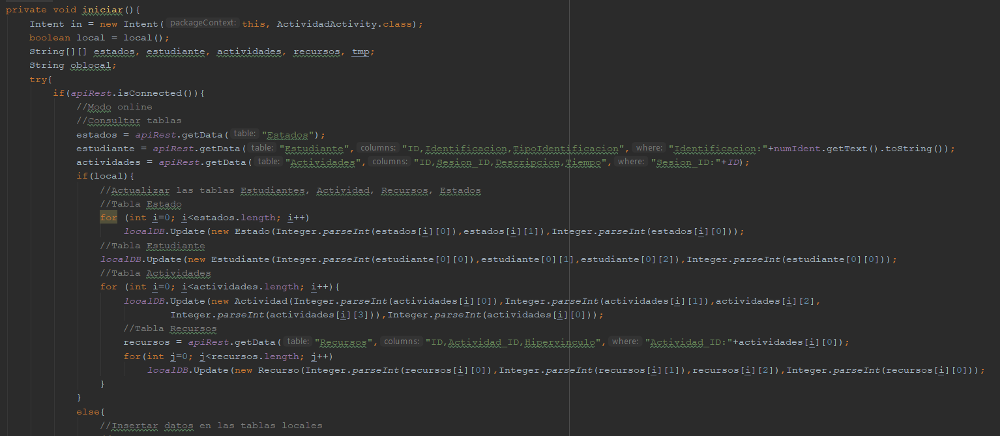 private void iniciar(){
Intent in = new Intent( packageContext: this, ActividadActivity.class);
boolean local = local();
String[][] estados, estudiante, actividades, recursos, tmp;
String oblocal;
try{
if(apiRest.isConnected()){
//Modo online
//Consultar tablas
estados = apiRest.getData( table: "Estados");
estudiante = apiRest.getData( table: "Estudiante", columns: "ID,Identificacion,TipoIdentificacion", where: "Identificacion:"+numIdent.getText().toString());
actividades = apiRest.getData( table: "Actividades", columns: "ID,Sesion_ID,Descripcion,Tiempo", where: "Sesion_ID:"+ID);
if(local){
//Actualizar las tablas Estudiantes, Actividad, Recursos, Estados
//Tabla Estado
for (int i=0; i<estados.length; i++)
localDB.Update(new Estado(Integer.parseInt(estados[i][0]),estados[i][1]),Integer.parseInt(estados[i][0]));
//Tabla Estudiante
localDB.Update(new Estudiante(Integer.parseInt(estudiante[0][0]),estudiante[0][1],estudiante[0][2]),Integer.parseInt(estudiante[0][0]));
//Tabla Actividades
for (int i=0; i<actividades.length; i++){
localDB.Update(new Actividad(Integer.parseInt(actividades[i][0]),Integer.parseInt(actividades[i][1]),actividades[i][2],
Integer.parseInt(actividades[i][3])),Integer.parseInt(actividades[i][0]));
//Tabla Recursos
recursos = apiRest.getData( table: "Recursos", columns: "ID,Actividad_ID,Hipervinculo", where: "Actividad_ID:"+actividades[i][0]);
for(int j=0; j<recursos.length; j++)
localDB.Update(new Recurso(Integer.parseInt(recursos[i][0]),Integer.parseInt(recursos[i][1]),recursos[i][2]),Integer.parseInt(recursos[i][0]));
}
}
else{
//Insertar datos en las tablas locales